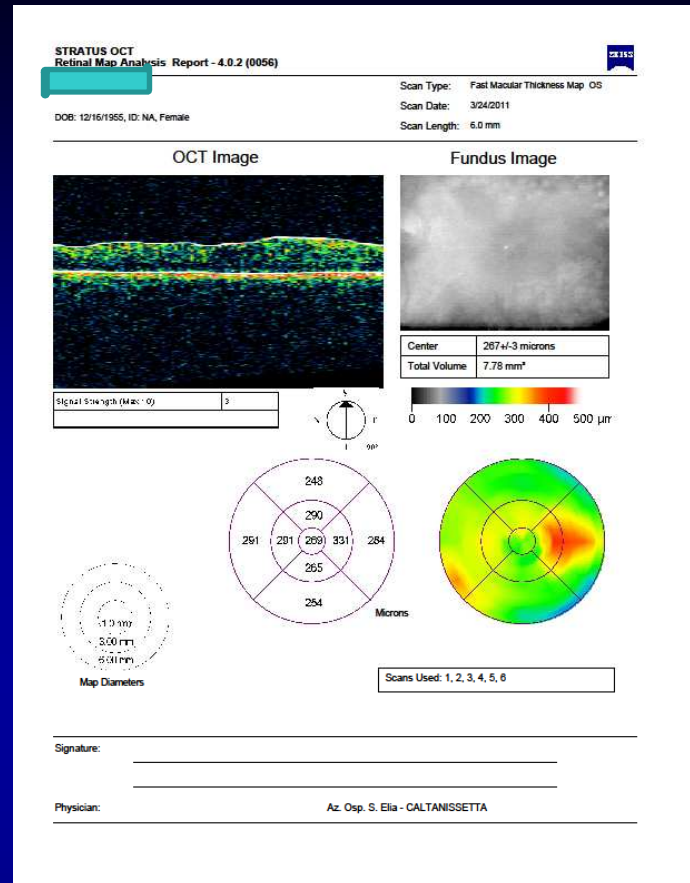 STRATUS OCT
Retinal Map Analysis Report - 4.0.2 (0056)
ZEISS
DOB: 12/16/1955, ID: NA, Female
Scan Type: Fast Macular Thickness Map OS
Scan Date: 3/24/2011
Scan Length: 6.0 mm
OCT Image
Fundus Image
Center 267+/-3 microns
Total Volume 7.78 mm³
Signal Strength (Max 10) 3
0 100 200 300 400 500 µm
248
290
291 291 269 331 284
265
254
Microns
3.00 mm
6.00 mm
Map Diameters
Scans Used: 1, 2, 3, 4, 5, 6
Signature:
Physician: Az. Osp. S. Elia - CALTANISSETTA